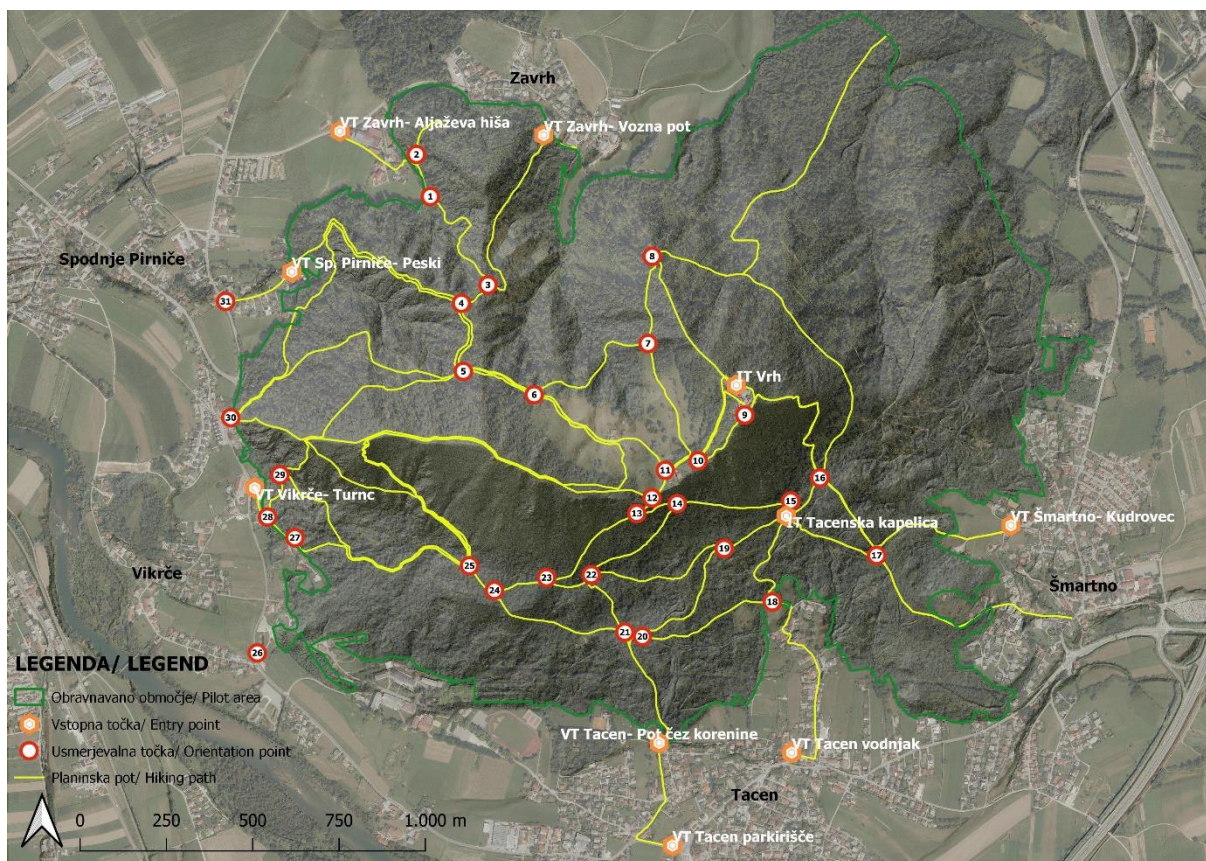 Zavrh
VT Zavrh- Aljaževa hiša
VT Zavrh- Vozna pot
2
1
Spodnje Pirniče
VT Sp. Pirniče- Peski
8
3
31
4
7
5
IT Vrh
6
9
30
10
11
29
16
VT Vikrče- Turnc
12
14
15
13
28
IT Tacenska kapelica
VT Šmartno- Kudrovec
27
19
17
25
Vikrče
23
22
Šmartno
24
18
21
20
26
LEGENDA/ LEGEND
Obravnavano območje/ Pilot area
Vstopna točka/ Entry point
Usmerjevalna točka/ Orientation point
Planinska pot/ Hiking path
VT Tacen- Pot čez korenine
VT Tacen vodnjak
Tacen
0 250 500 750 1.000 m
VT Tacen parkirišče